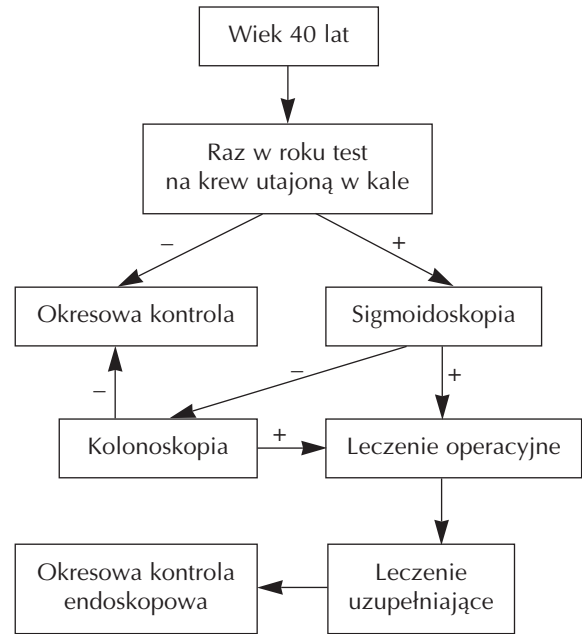 Wiek 40 lat
Raz w roku test
na krew utajoną w kale
–
+
Okresowa kontrola
Sigmoidoskopia
–
–
+
Kolonoskopia
+
Leczenie operacyjne
Okresowa kontrola
endoskopowa
Leczenie
uzupełniające